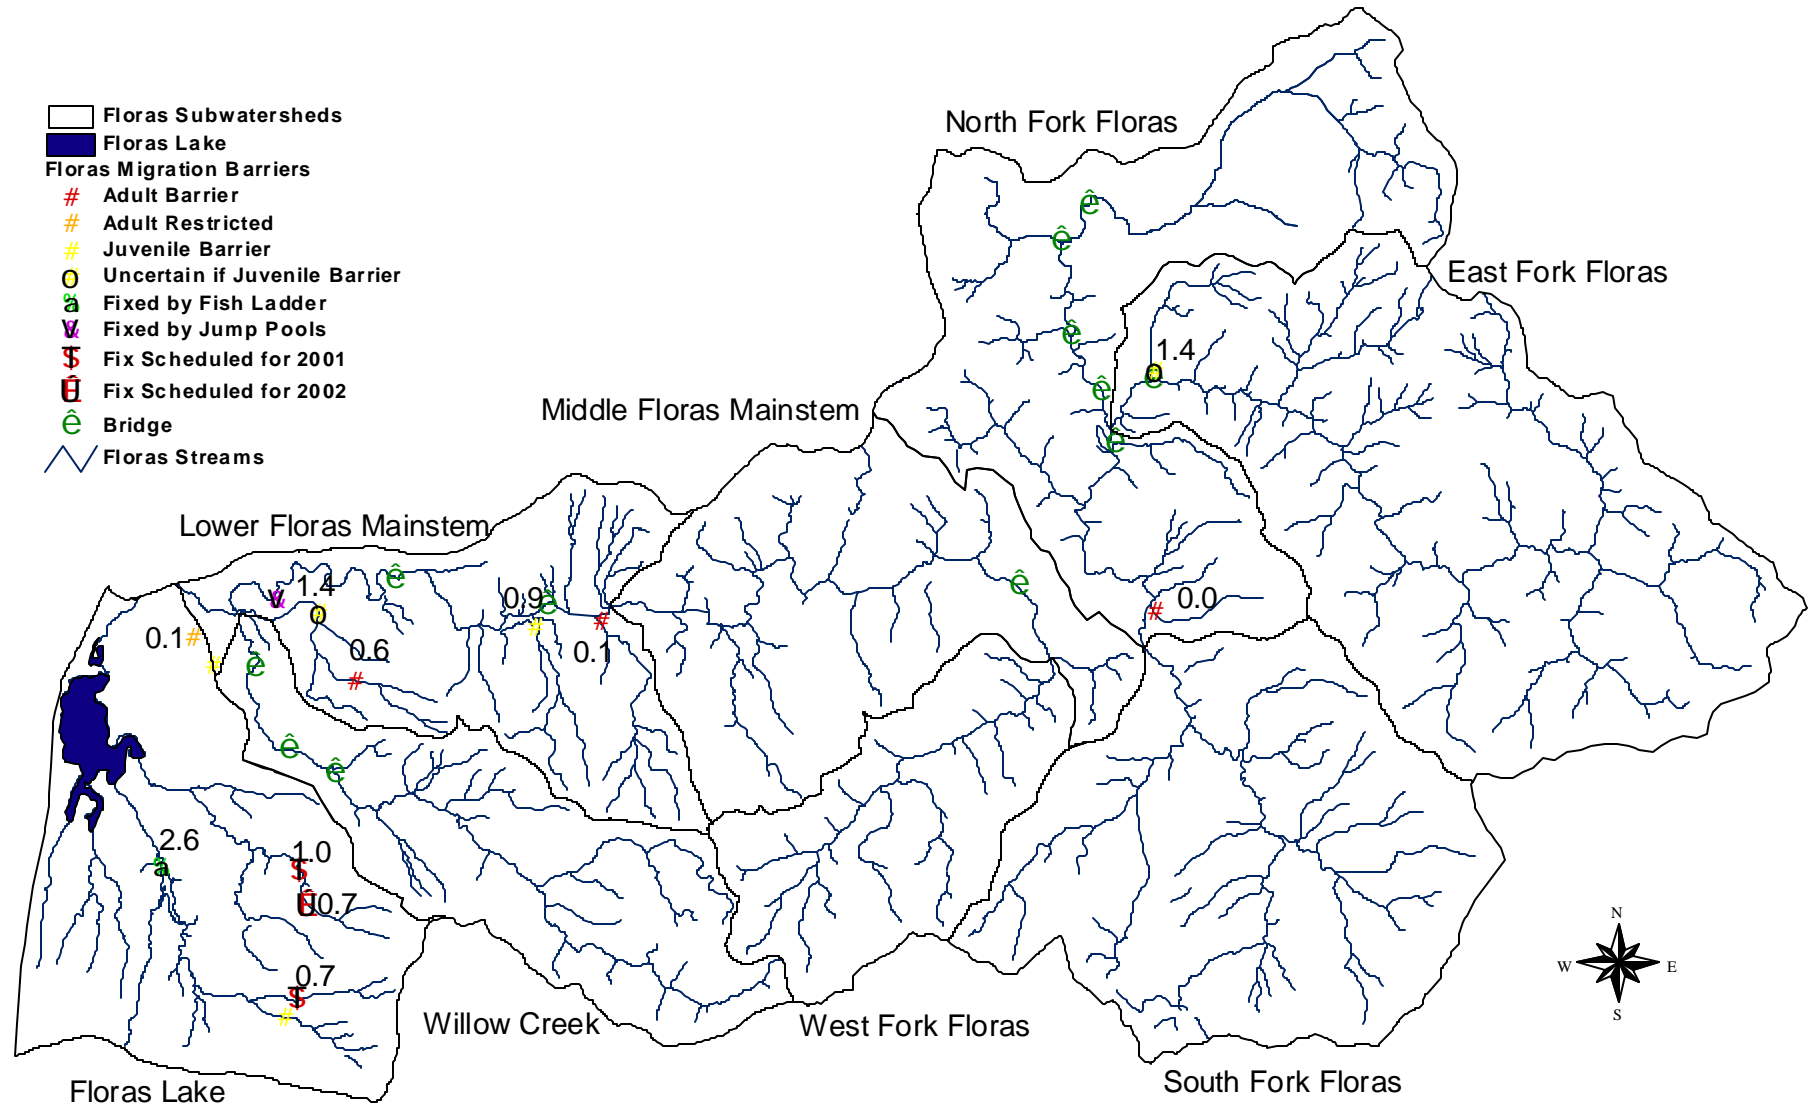 Floras Subwatersheds
Floras Lake
Floras Migration Barriers
# Adult Barrier
# Adult Restricted
# Juvenile Barrier
Uncertain if Juvenile Barrier
Fixed by Fish Ladder
Fixed by Jump Pools
Fix Scheduled for 2001
Fix Scheduled for 2002
ê Bridge
Floras Streams
North Fork Floras
East Fork Floras
1.4
Middle Floras Mainstem
Lower Floras Mainstem
1.4
0.9
0.0
0.1
0.6
0.1
2.6
1.0
0.7
0.7
N
W E
S
Willow Creek
West Fork Floras
South Fork Floras
Floras Lake